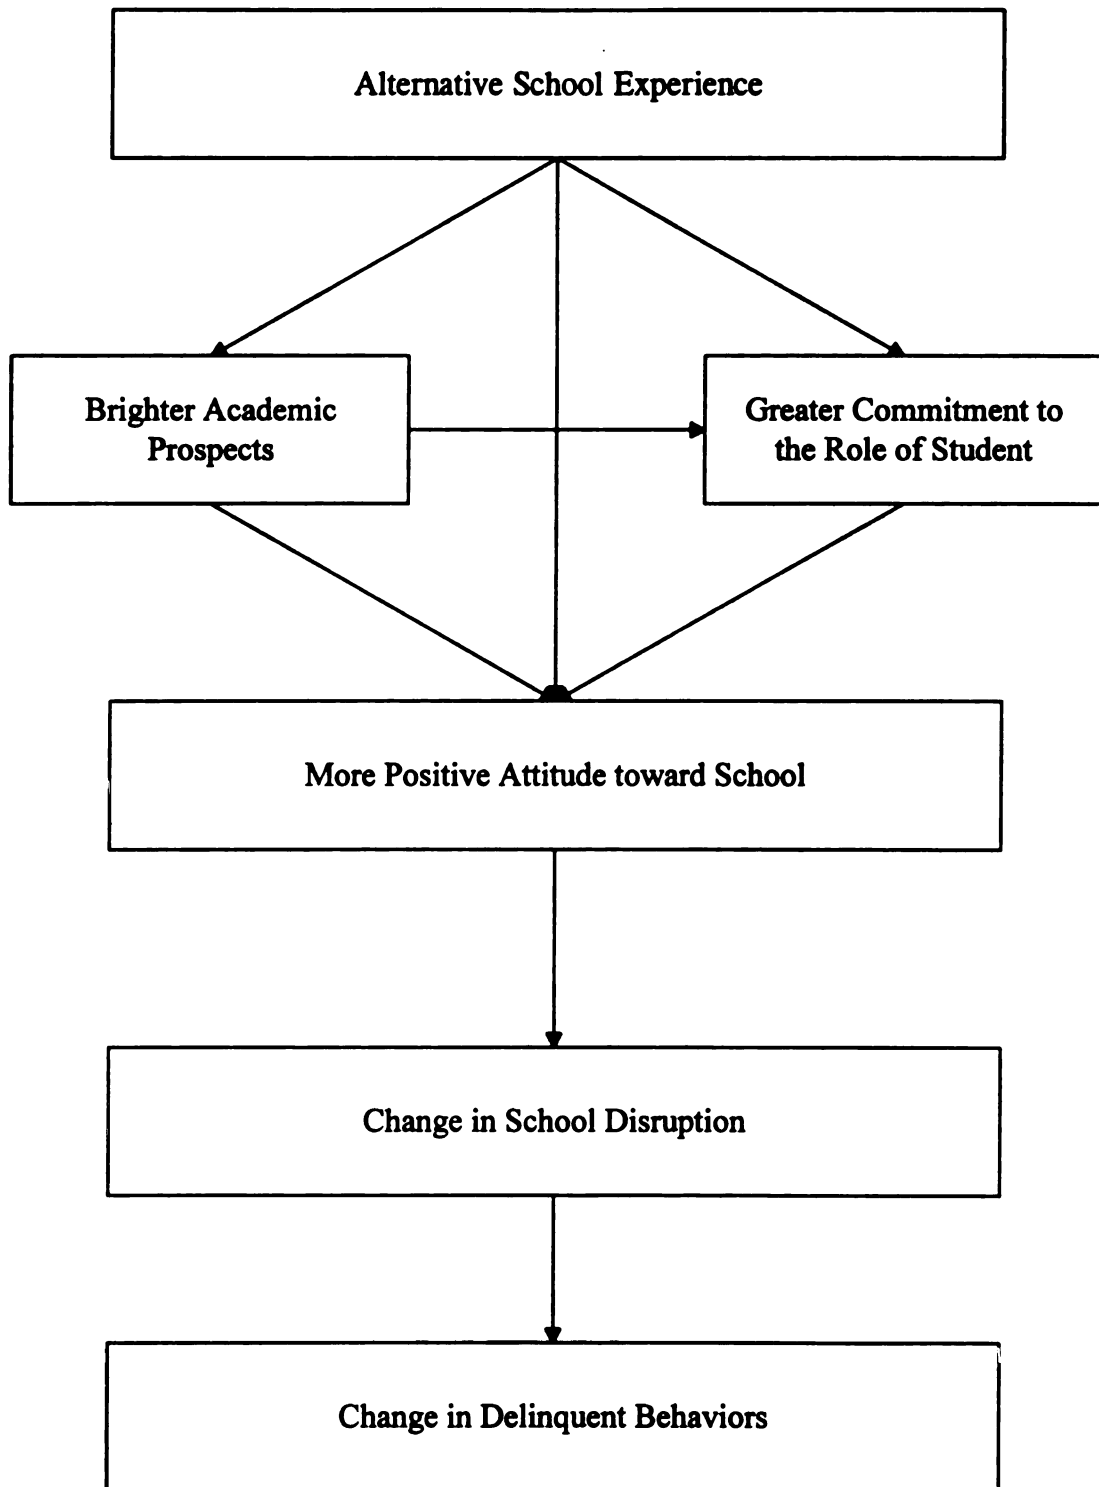 Alternative School Experience
Brighter Academic
Prospects
Greater Commitment to
the Role of Student
More Positive Attitude toward School
Change in School Disruption
Change in Delinquent Behaviors